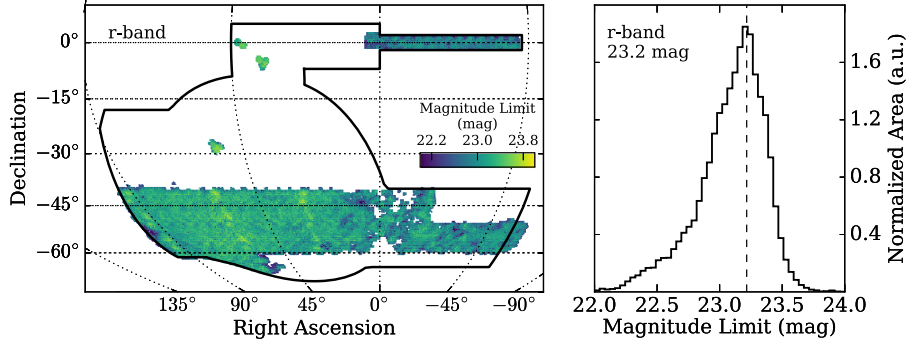 r-band
0°
−15°
−30°
−45°
−60°
Declination
Magnitude Limit
(mag)
22.2 23.0 23.8
135° 90° 45° 0° −45° −90°
Right Ascension
r-band
23.2 mag
1.6
1.2
0.8
0.4
Normalized Area (a.u.)
22.0 22.5 23.0 23.5 24.0
Magnitude Limit (mag)